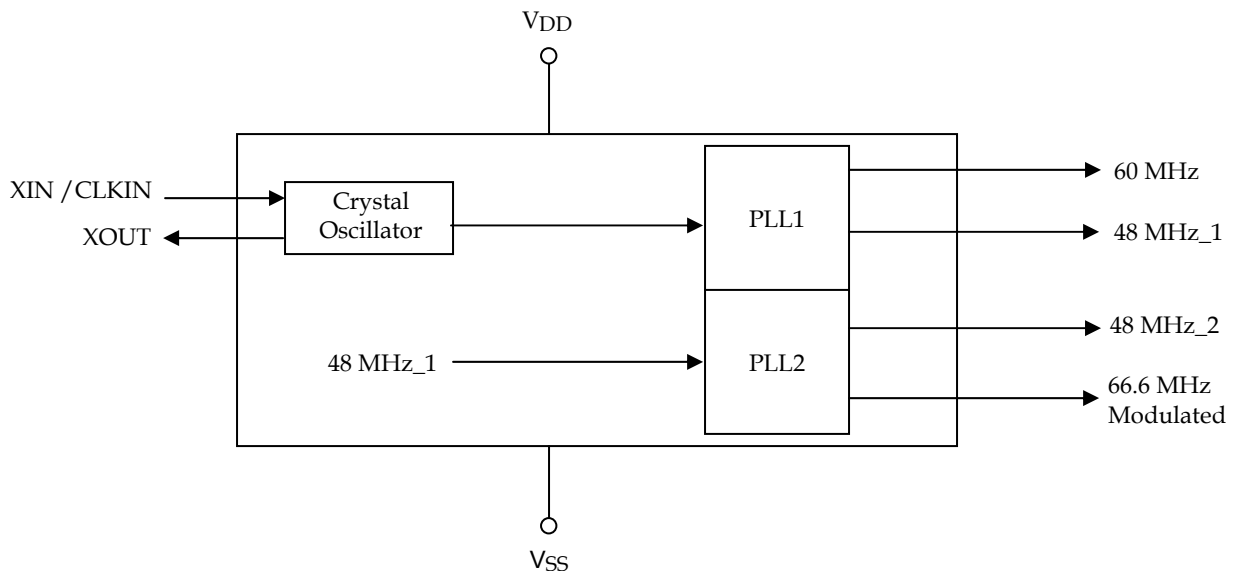 VDD
XIN /CLKIN
XOUT
Crystal
Oscillator
PLL1
60 MHz
48 MHz_1
48 MHz_1
PLL2
48 MHz_2
66.6 MHz
Modulated
VSS